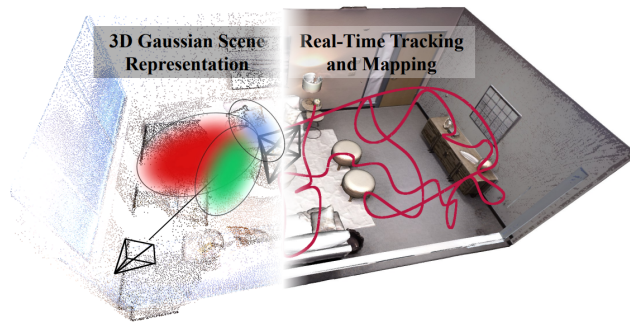 3D Gaussian Scene
Representation
Real-Time Tracking
and Mapping